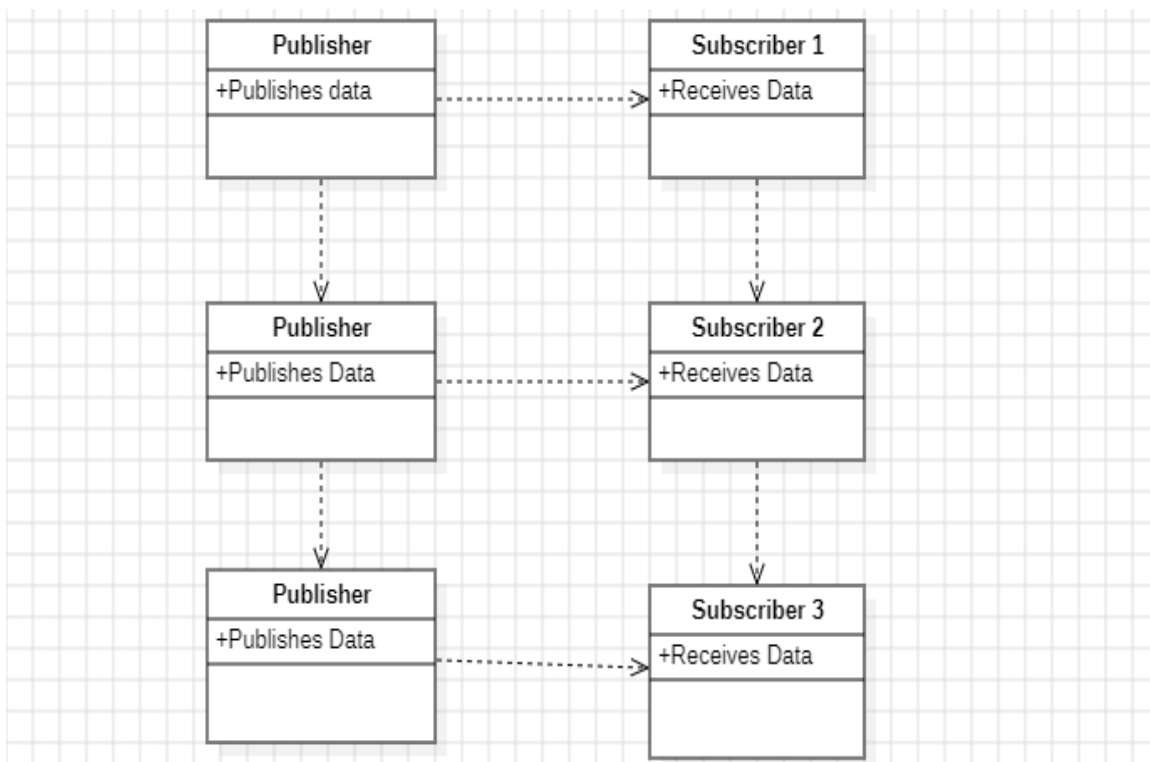 Publisher
+Publishes data
Subscriber 1
+Receives Data
Publisher
+Publishes Data
Subscriber 2
+Receives Data
Publisher
+Publishes Data
Subscriber 3
+Receives Data